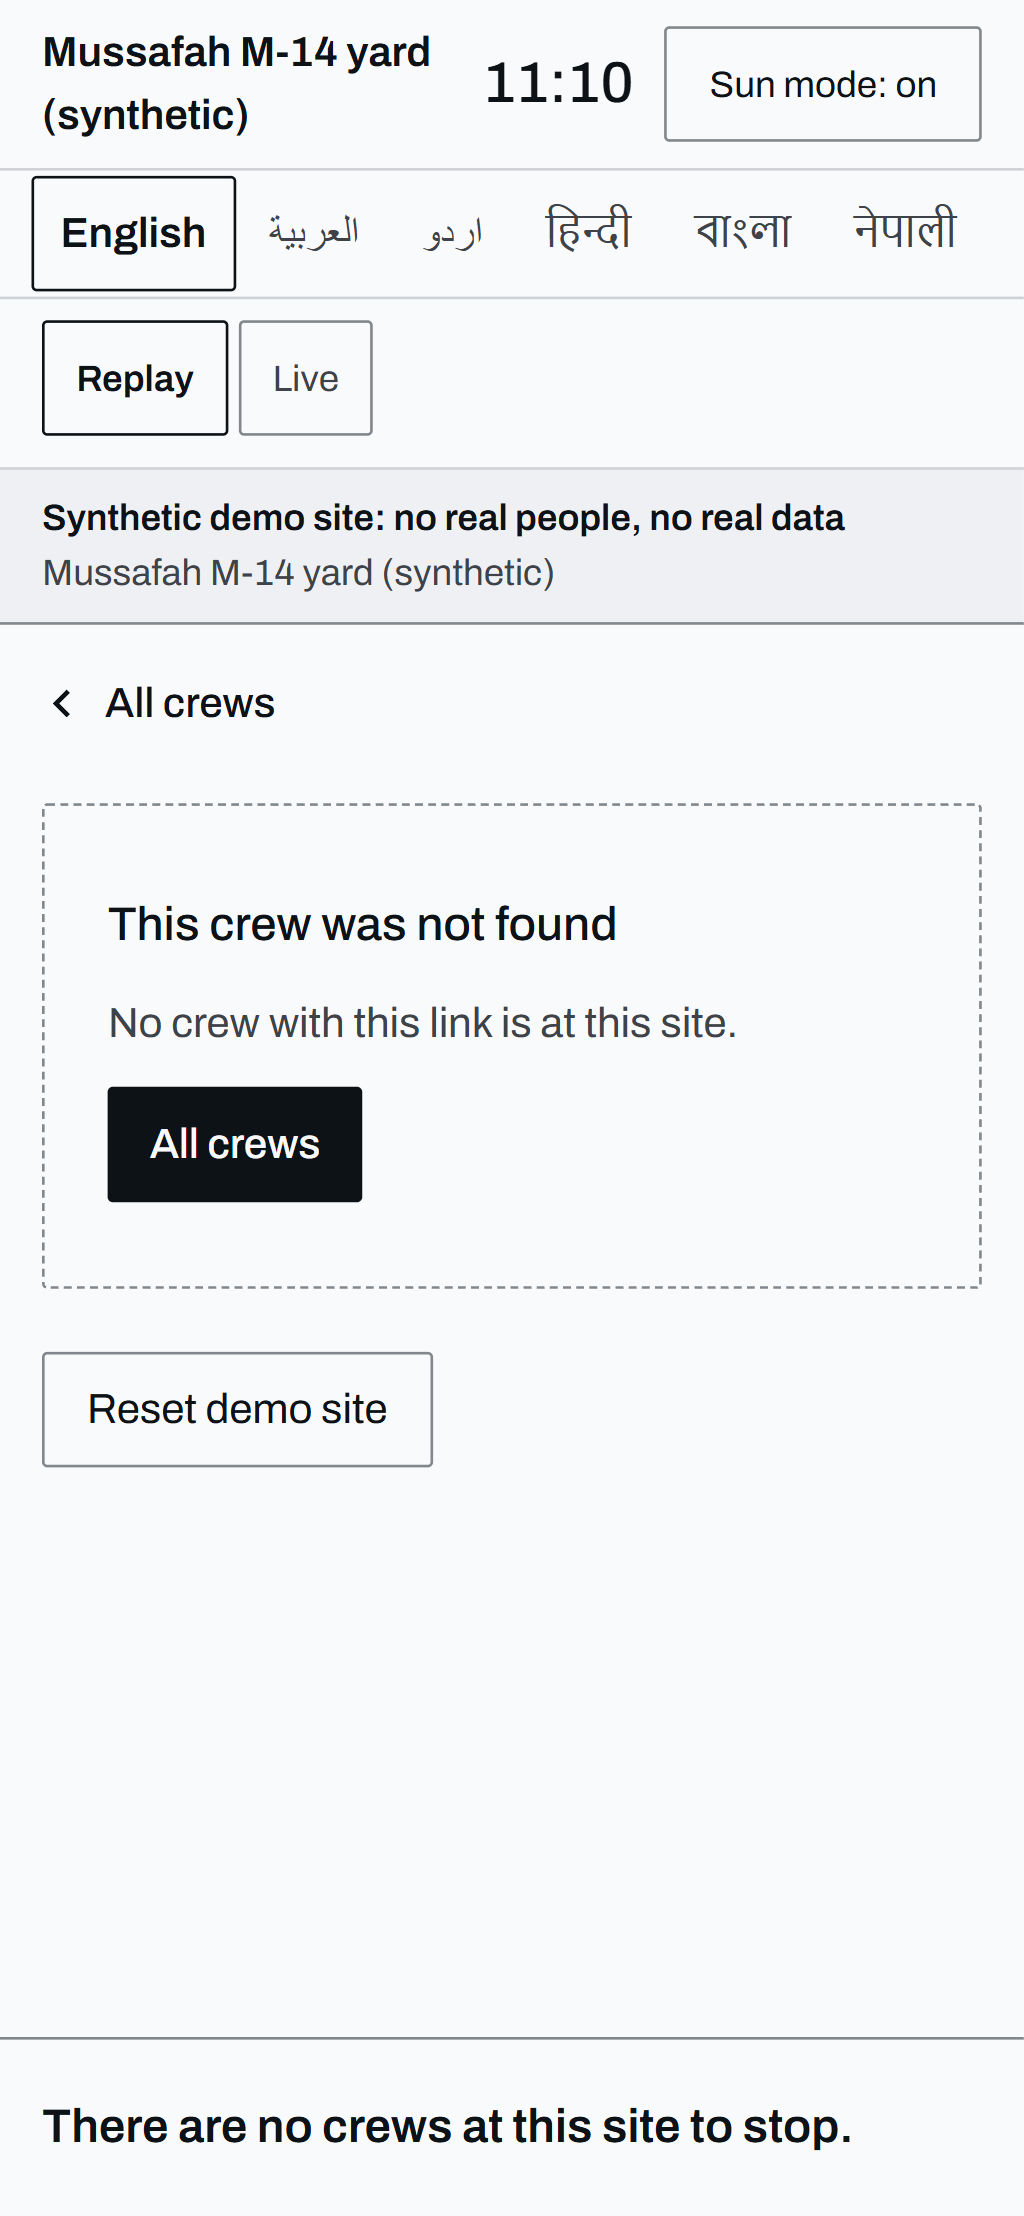 Mussafah M-14 yard
(synthetic)
11:10
Sun mode: on
English
العربية
اردو
हिन्दी
বাংলা
नेपाली
Replay
Live
Synthetic demo site: no real people, no real data
Mussafah M-14 yard (synthetic)
All crews
This crew was not found
No crew with this link is at this site.
All crews
Reset demo site
There are no crews at this site to stop.